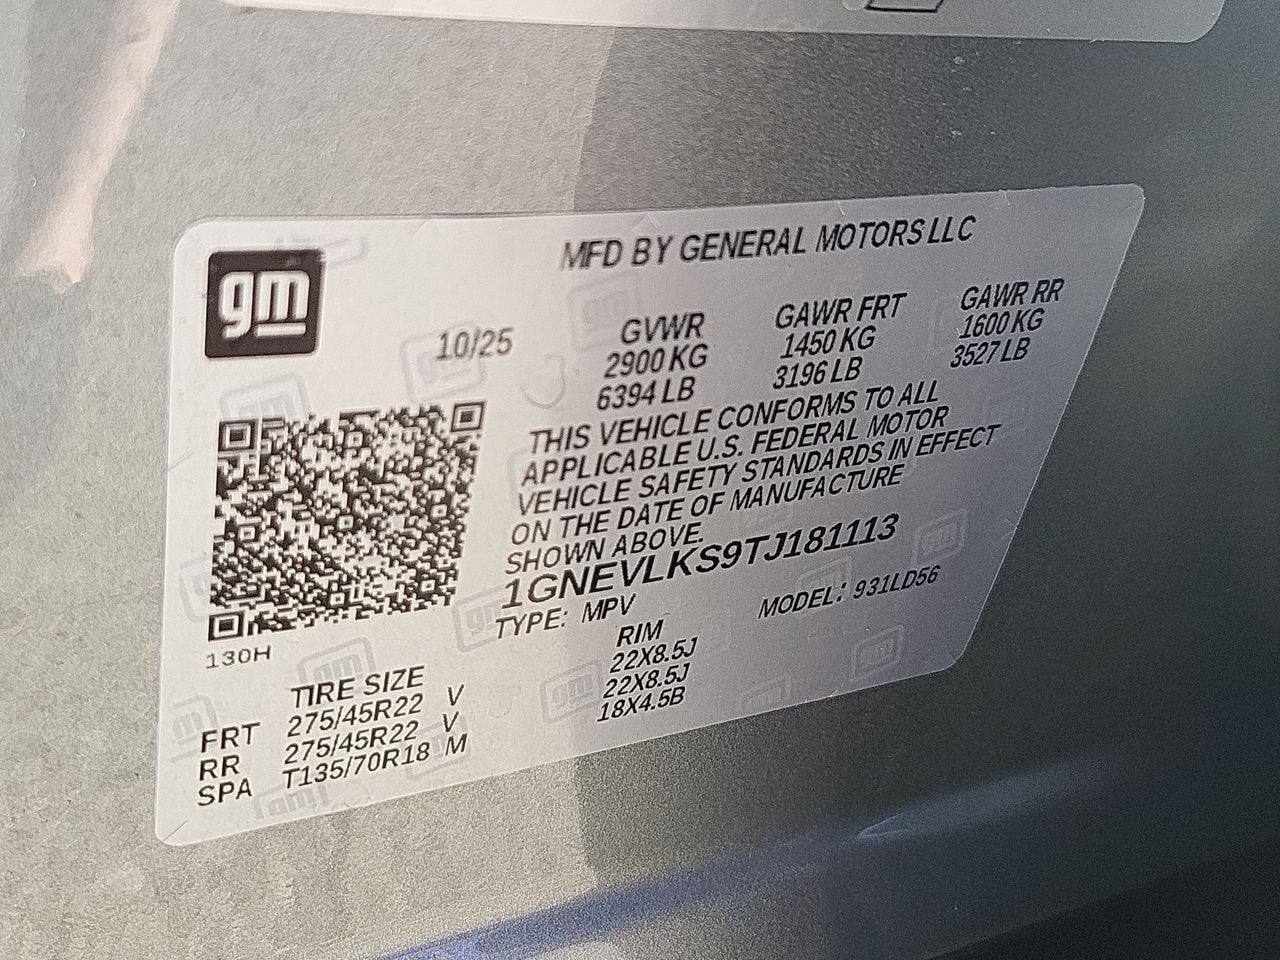 gm
MFD BY GENERAL MOTORS LLC
10/25
GVWR GAWR FRT GAWR RR
2900 KG 1450 KG 1600 KG
6394 LB 3196 LB 3527 LB
THIS VEHICLE CONFORMS TO ALL
APPLICABLE U.S. FEDERAL MOTOR
VEHICLE SAFETY STANDARDS IN EFFECT
ON THE DATE OF MANUFACTURE
SHOWN ABOVE.
1GNEVLKS9TJ181113
TYPE: MPV MODEL: 931LD56
130H
TIRE SIZE RIM
FRT 275/45R22 V 22X8.5J
RR 275/45R22 V 22X8.5J
SPA T135/70R18 M 18X4.5B